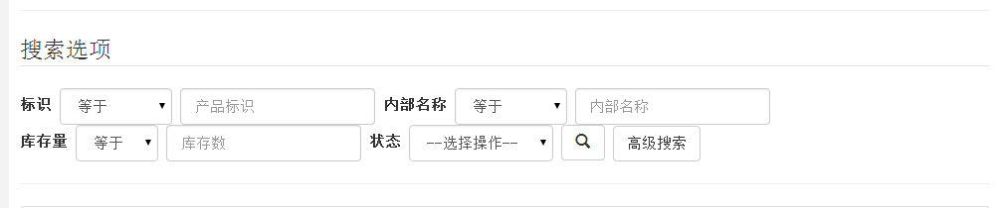 搜索选项
标识 等于 产品标识 内部名称 等于 内部名称
库存量 等于 库存数 状态 --选择操作-- 高级搜索